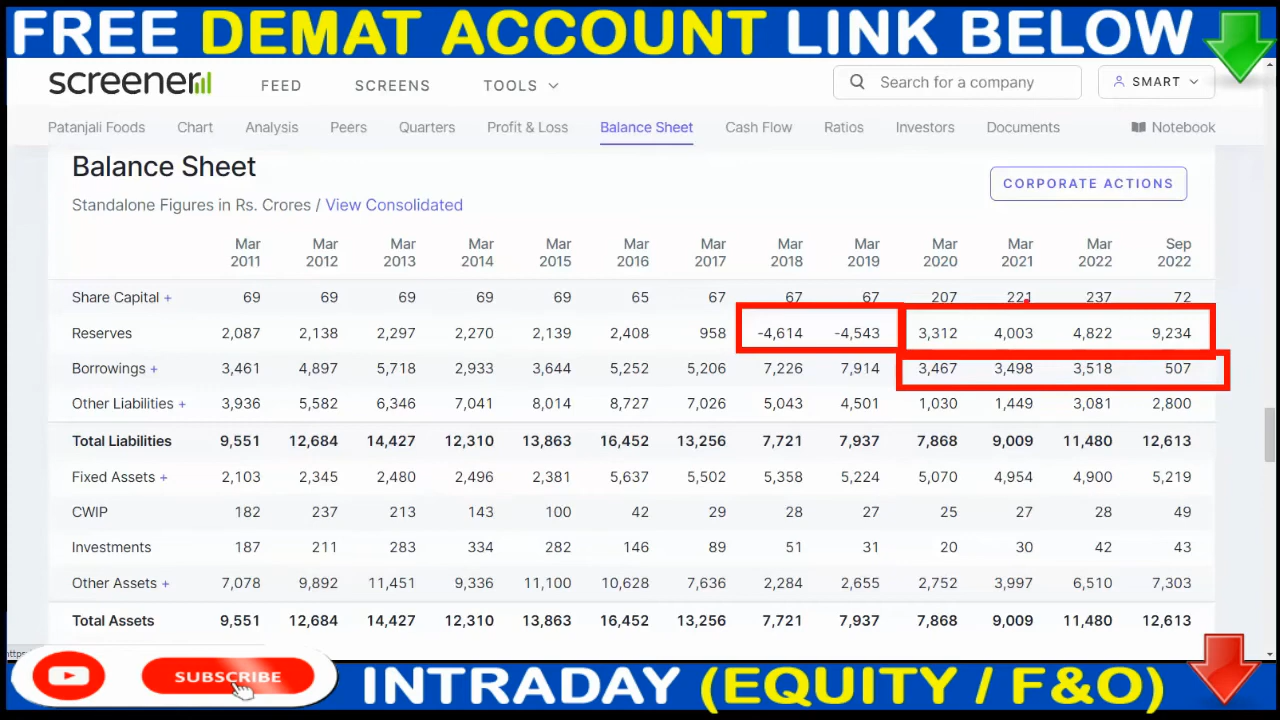 FREE DEMAT ACCOUNT LINK BELOW
screener FEED SCREENS TOOLS Search for a company SMART
Patanjali Foods Chart Analysis Peers Quarters Profit & Loss Balance Sheet Cash Flow Ratios Investors Documents Notebook
Balance Sheet
CORPORATE ACTIONS
Standalone Figures in Rs. Crores / View Consolidated
Mar Mar Mar Mar Mar Mar Mar Mar Mar Mar Mar Mar Sep
2011 2012 2013 2014 2015 2016 2017 2018 2019 2020 2021 2022 2022
Share Capital + 69 69 69 69 69 65 67 67 67 207 221 237 72
Reserves 2,087 2,138 2,297 2,270 2,139 2,408 958 -4,614 -4,543 3,312 4,003 4,822 9,234
Borrowings + 3,461 4,897 5,718 2,933 3,644 5,252 5,206 7,226 7,914 3,467 3,498 3,518 507
Other Liabilities + 3,936 5,582 6,346 7,041 8,014 8,727 7,026 5,043 4,501 1,030 1,449 3,081 2,800
Total Liabilities 9,551 12,684 14,427 12,310 13,863 16,452 13,256 7,721 7,937 7,868 9,009 11,480 12,613
Fixed Assets + 2,103 2,345 2,480 2,496 2,381 5,637 5,502 5,358 5,224 5,070 4,954 4,900 5,219
CWIP 182 237 213 143 100 42 29 28 27 25 27 28 49
Investments 187 211 283 334 282 146 89 51 31 20 30 42 43
Other Assets + 7,078 9,892 11,451 9,336 11,100 10,628 7,636 2,284 2,655 2,752 3,997 6,510 7,303
Total Assets 9,551 12,684 14,427 12,310 13,863 16,452 13,256 7,721 7,937 7,868 9,009 11,480 12,613
https
SUBSCRIBE
INTRADAY (EQUITY / F&O)